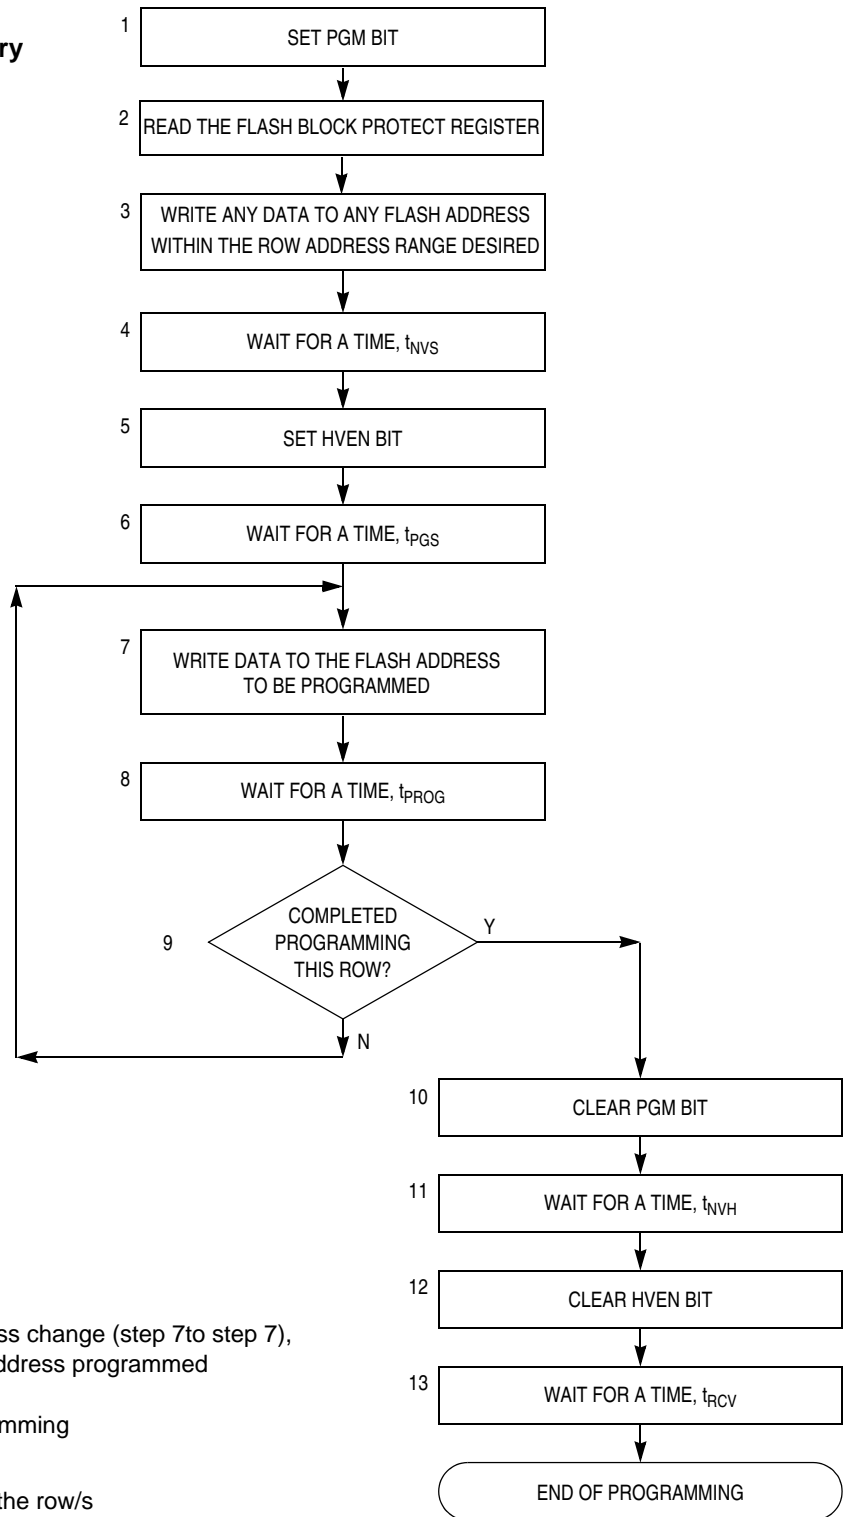 ry
1
SET PGM BIT
2
READ THE FLASH BLOCK PROTECT REGISTER
3
WRITE ANY DATA TO ANY FLASH ADDRESS
WITHIN THE ROW ADDRESS RANGE DESIRED
4
WAIT FOR A TIME, tNVS
5
SET HVEN BIT
6
WAIT FOR A TIME, tPGS
7
WRITE DATA TO THE FLASH ADDRESS
TO BE PROGRAMMED
8
WAIT FOR A TIME, tPROG
9
COMPLETED
PROGRAMMING
THIS ROW?
Y
N
10
CLEAR PGM BIT
11
WAIT FOR A TIME, tNVH
12
CLEAR HVEN BIT
13
WAIT FOR A TIME, tRCV
END OF PROGRAMMING
ss change (step 7to step 7),
ddress programmed
mming
the row/s